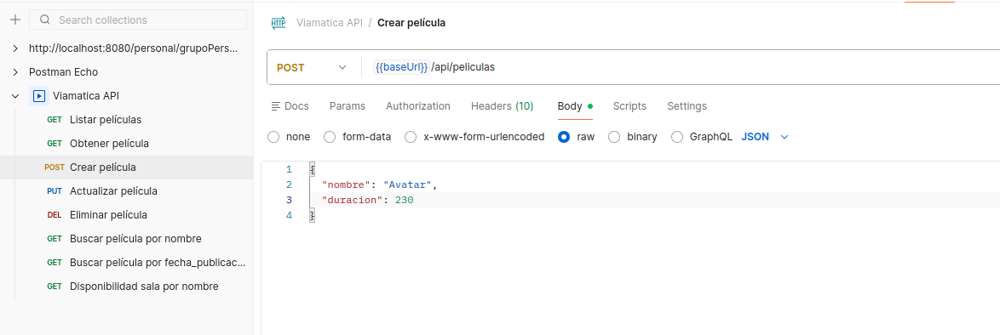 Search collections
http://localhost:8080/personal/grupoPers...
Postman Echo
Viamatica API
GET Listar películas
GET Obtener película
POST Crear película
PUT Actualizar película
DEL Eliminar película
GET Buscar película por nombre
GET Buscar película por fecha_publicac...
GET Disponibilidad sala por nombre
HTTP Viamatica API / Crear película
POST {{baseUrl}} /api/peliculas
Docs Params Authorization Headers (10) Body Scripts Settings
none form-data x-www-form-urlencoded raw binary GraphQL JSON
1 {
2 "nombre": "Avatar",
3 "duracion": 230
4 }